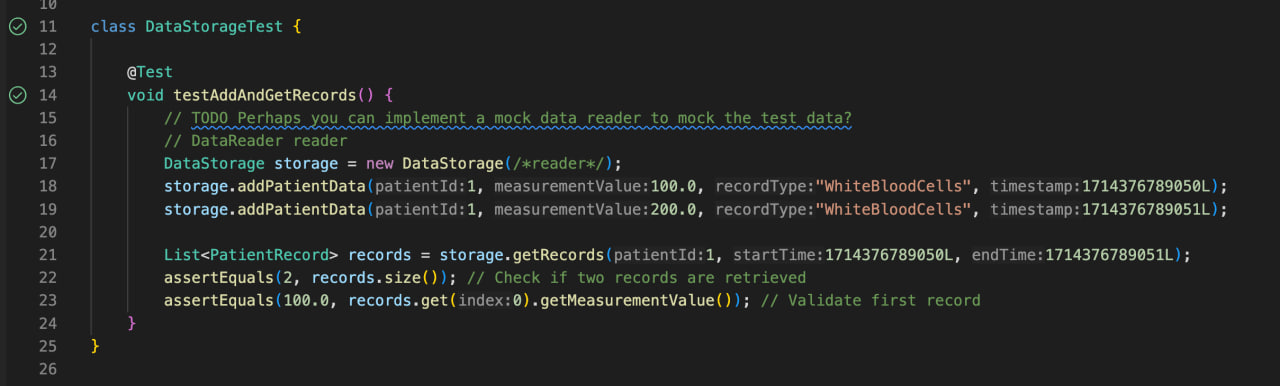 10
11 class DataStorageTest {
12
13 @Test
14 void testAddAndGetRecords() {
15 // TODO Perhaps you can implement a mock data reader to mock the test data?
16 // DataReader reader
17 DataStorage storage = new DataStorage(/*reader*/);
18 storage.addPatientData(patientId:1, measurementValue:100.0, recordType:"WhiteBloodCells", timestamp:1714376789050L);
19 storage.addPatientData(patientId:1, measurementValue:200.0, recordType:"WhiteBloodCells", timestamp:1714376789051L);
20
21 List<PatientRecord> records = storage.getRecords(patientId:1, startTime:1714376789050L, endTime:1714376789051L);
22 assertEquals(2, records.size()); // Check if two records are retrieved
23 assertEquals(100.0, records.get(index:0).getMeasurementValue()); // Validate first record
24 }
25 }
26